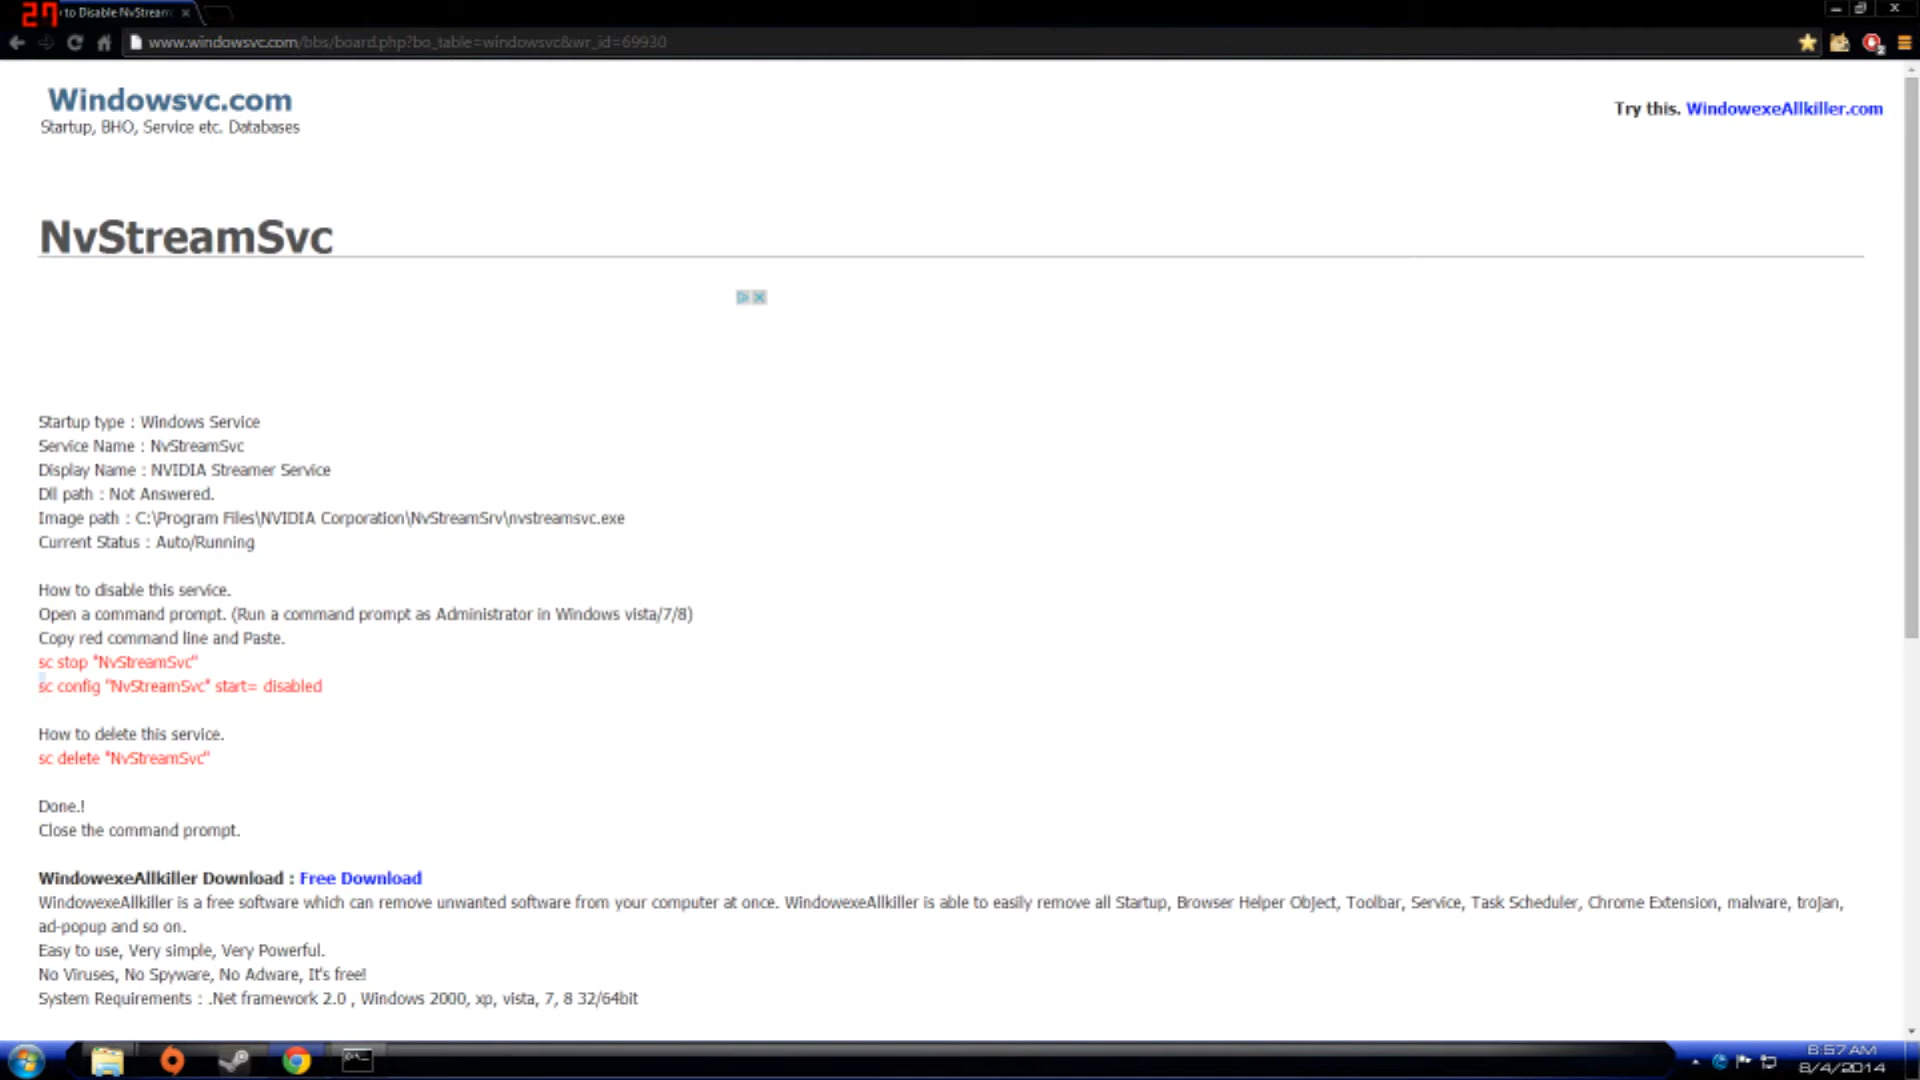 27
to Disable NvStream
www.windowsvc.com/bbs/board.php?bo_table=windowsvc&wr_id=69930
2
Windowsvc.com
Startup, BHO, Service etc. Databases
Try this. WindowexeAllkiller.com
NvStreamSvc
Startup type : Windows Service
Service Name : NvStreamSvc
Display Name : NVIDIA Streamer Service
Dll path : Not Answered.
Image path : C:\Program Files\NVIDIA Corporation\NvStreamSrv\nvstreamsvc.exe
Current Status : Auto/Running
How to disable this service.
Open a command prompt. (Run a command prompt as Administrator in Windows vista/7/8)
Copy red command line and Paste.
sc stop "NvStreamSvc"
sc config "NvStreamSvc" start= disabled
How to delete this service.
sc delete "NvStreamSvc"
Done.!
Close the command prompt.
WindowexeAllkiller Download : Free Download
WindowexeAllkiller is a free software which can remove unwanted software from your computer at once. WindowexeAllkiller is able to easily remove all Startup, Browser Helper Object, Toolbar, Service, Task Scheduler, Chrome Extension, malware, trojan,
ad-popup and so on.
Easy to use, Very simple, Very Powerful.
No Viruses, No Spyware, No Adware, It's free!
System Requirements : .Net framework 2.0 , Windows 2000, xp, vista, 7, 8 32/64bit
8:57 AM
8/4/2014